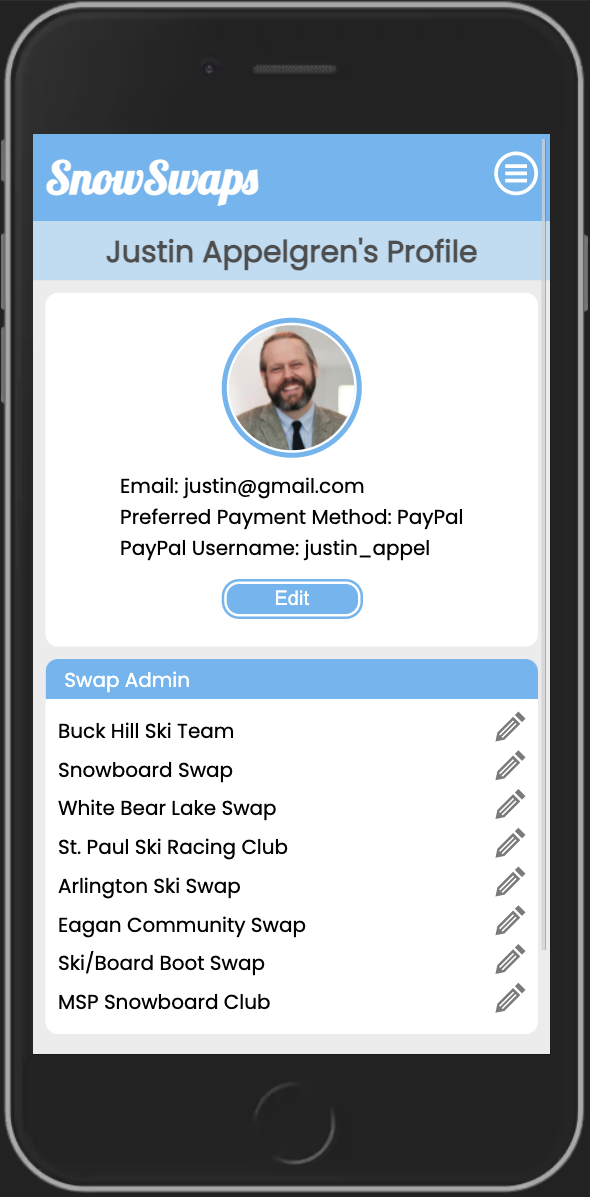 SnowSwaps
Justin Appelgren's Profile
Email: justin@gmail.com
Preferred Payment Method: PayPal
PayPal Username: justin_appel
Edit
Swap Admin
Buck Hill Ski Team
Snowboard Swap
White Bear Lake Swap
St. Paul Ski Racing Club
Arlington Ski Swap
Eagan Community Swap
Ski/Board Boot Swap
MSP Snowboard Club